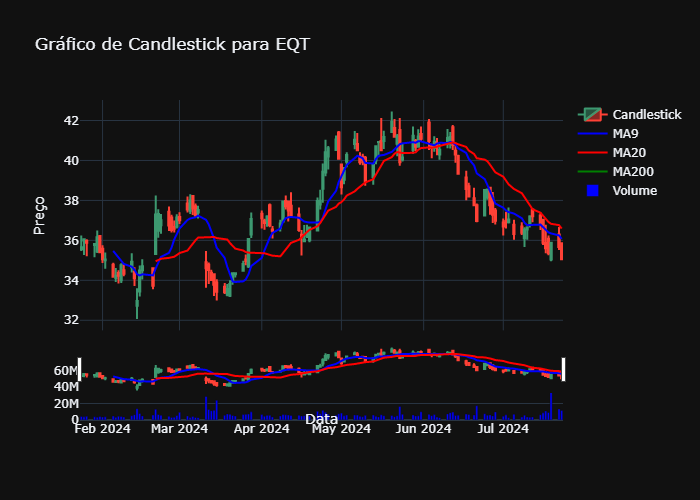 Gráfico de Candlestick para EQT
Candlestick
MA9
MA20
MA200
Volume
Preço
42
40
38
36
34
32
60M
40M
20M
0
Feb 2024
Mar 2024
Apr 2024
May 2024
Jun 2024
Jul 2024
Data